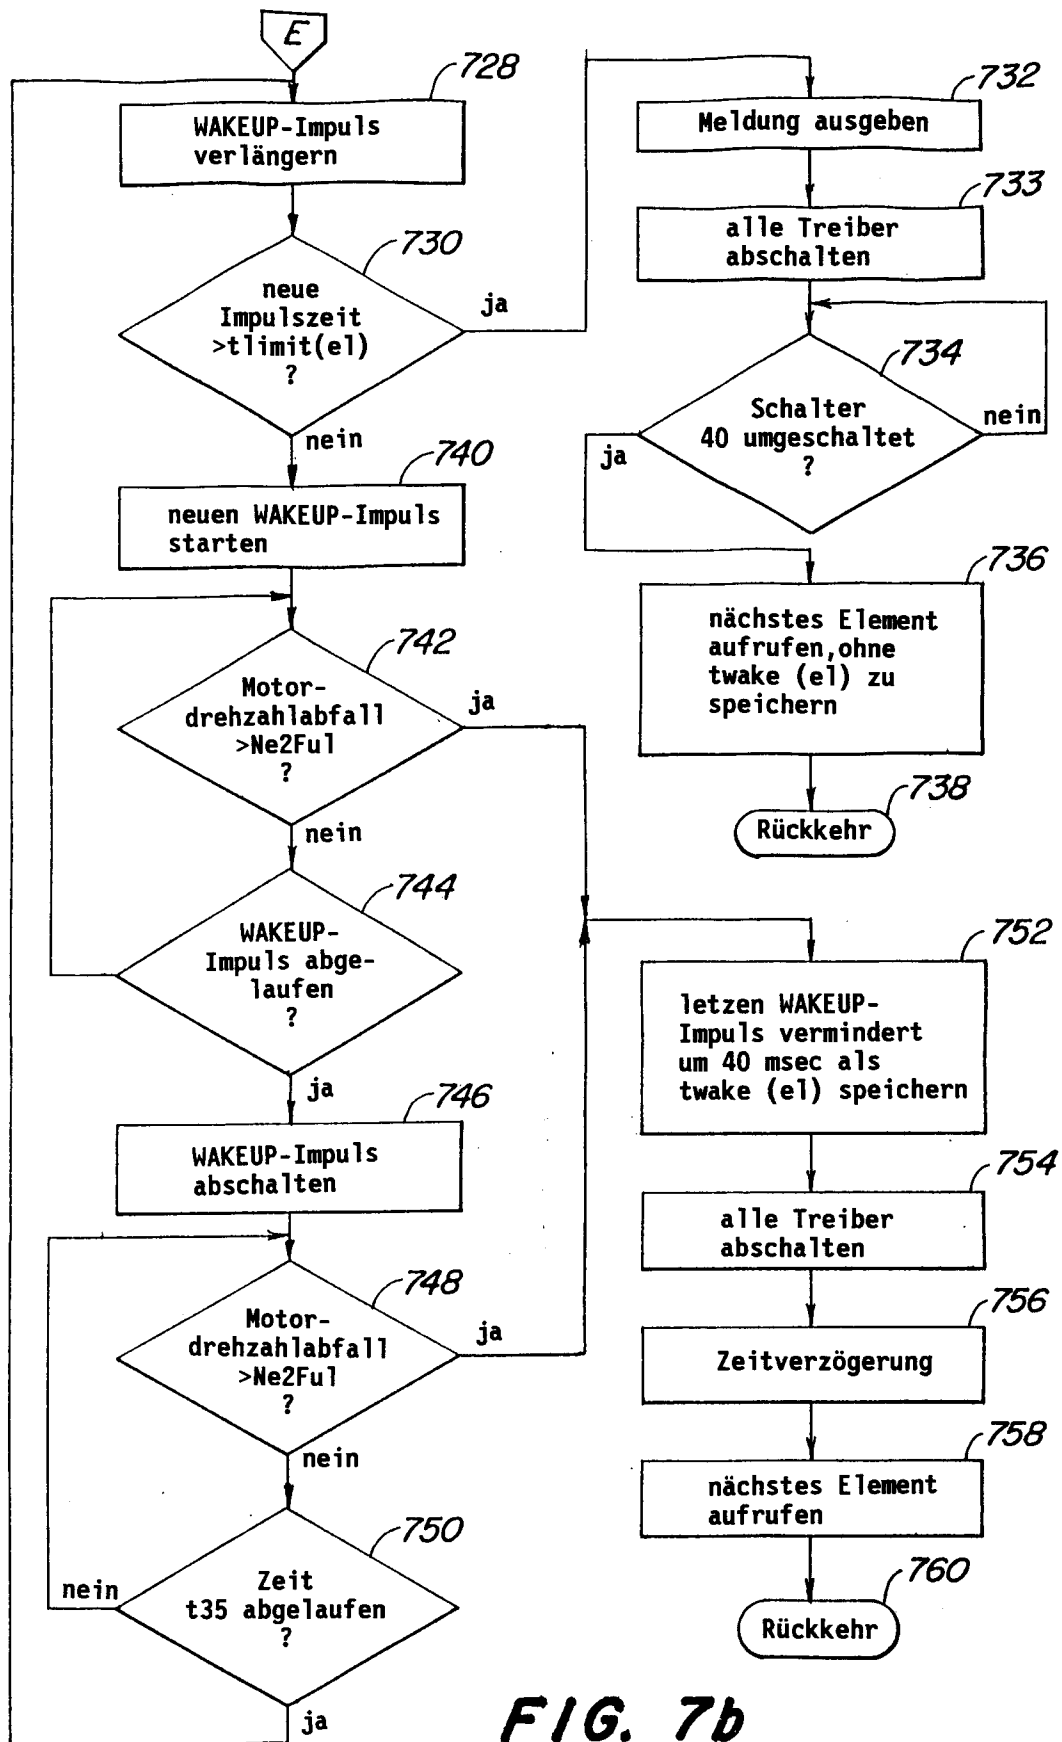 E
728
WAKEUP-Impuls
verlängern
730
neue
Impulszeit
>tlimit(el)
?
ja
nein
740
neuen WAKEUP-Impuls
starten
742
Motor-
drehzahlabfall
>Ne2Ful
?
ja
nein
744
WAKEUP-
Impuls abge-
laufen
?
ja
746
WAKEUP-Impuls
abschalten
748
Motor-
drehzahlabfall
>Ne2Ful
?
ja
nein
750
Zeit
t35 abgelaufen
?
nein
ja
732
Meldung ausgeben
733
alle Treiber
abschalten
734
Schalter
40 umgeschaltet
?
nein
ja
736
nächstes Element
aufrufen,ohne
twake (el) zu
speichern
738
Rückkehr
752
letzen WAKEUP-
Impuls vermindert
um 40 msec als
twake (el) speichern
754
alle Treiber
abschalten
756
Zeitverzögerung
758
nächstes Element
aufrufen
760
Rückkehr
FIG. 7b